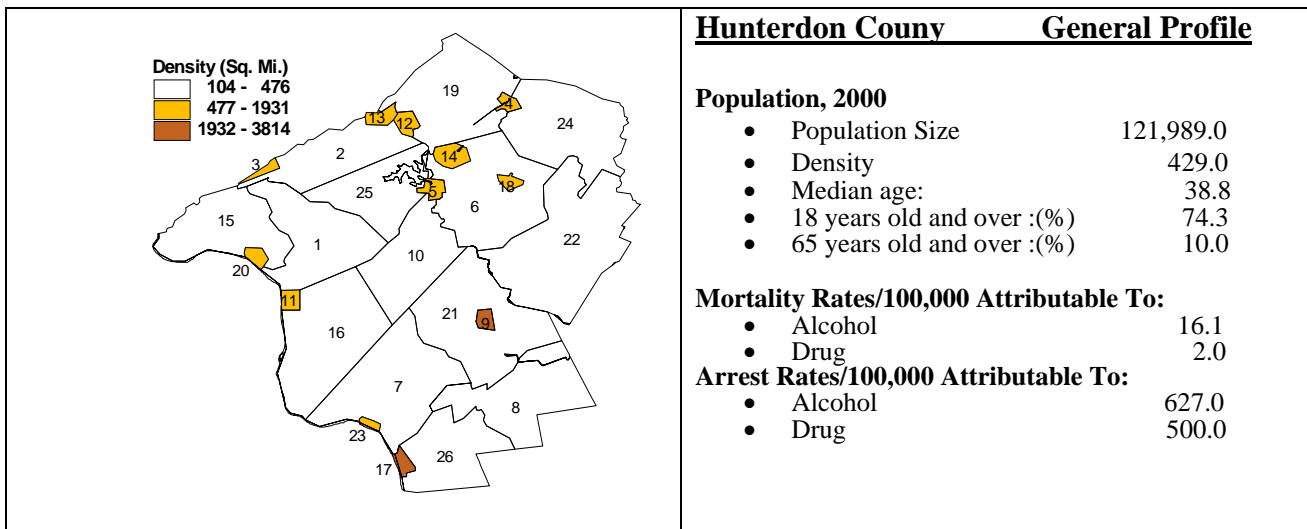 Density (Sq. Mi.)
104 - 476
477 - 1931
1932 - 3814
19
4
24
13
12
2
14
3
25
5
18
6
15
1
22
10
20
11
21
9
16
7
8
23
17
26
Hunterdon Couny General Profile
Population, 2000
• Population Size 121,989.0
• Density 429.0
• Median age: 38.8
• 18 years old and over :(%) 74.3
• 65 years old and over :(%) 10.0
Mortality Rates/100,000 Attributable To:
• Alcohol 16.1
• Drug 2.0
Arrest Rates/100,000 Attributable To:
• Alcohol 627.0
• Drug 500.0